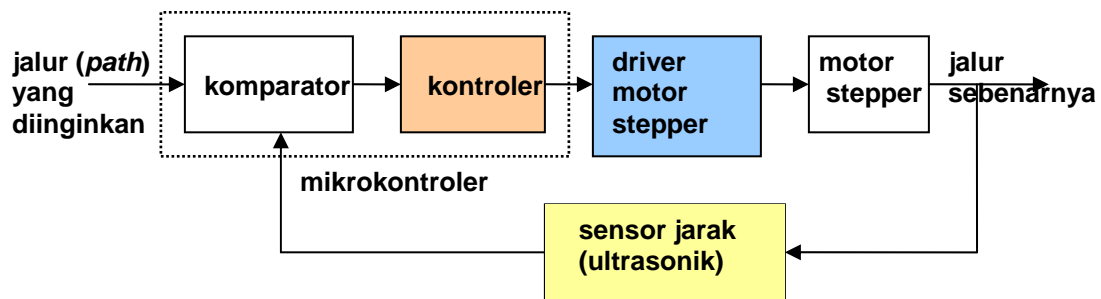 jalur (path)
yang
diinginkan
komparator
kontroler
driver
motor
stepper
motor
stepper
jalur
sebenarnya
mikrokontroler
sensor jarak
(ultrasonik)